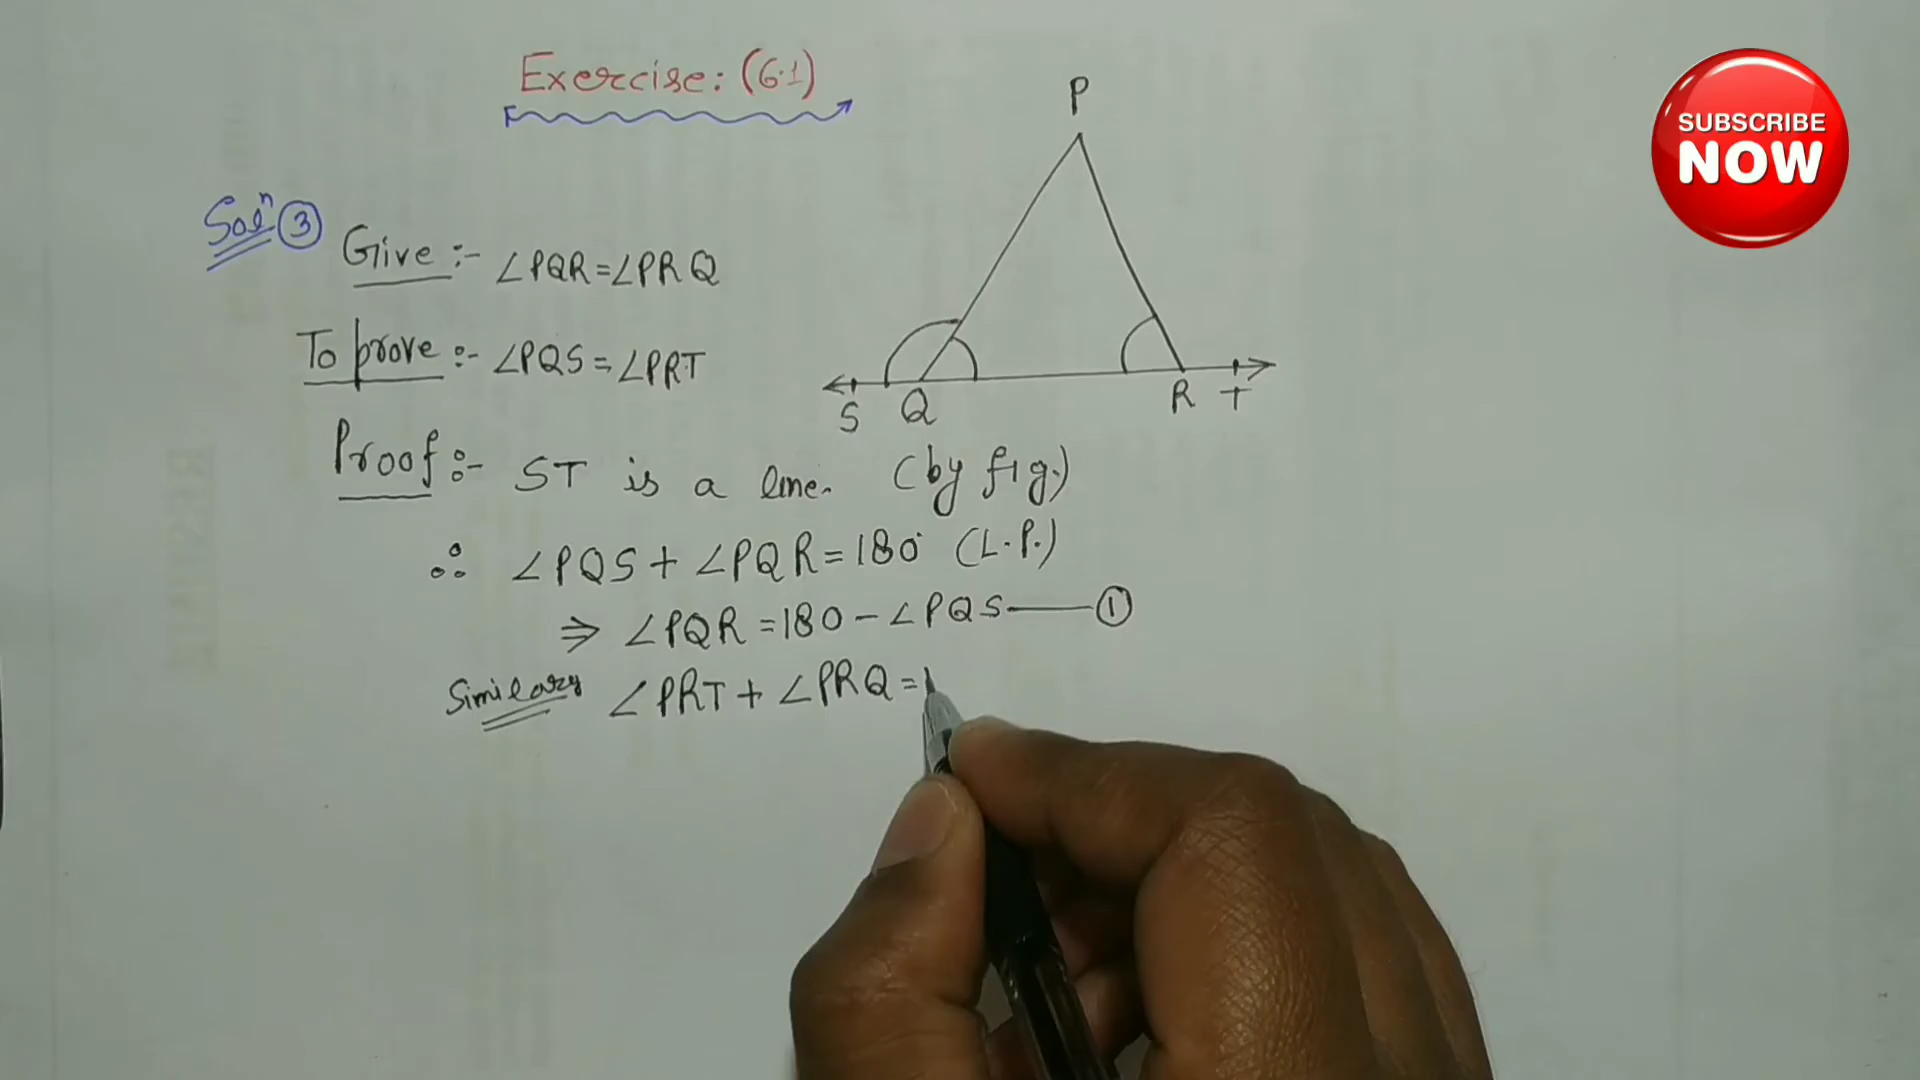 Exercise: (6.1)
SUBSCRIBE
NOW
P
Solⁿ ③ Give :- ∠PQR=∠PRQ
To prove :- ∠PQS=∠PRT
S Q R T
Proof :- ST is a line. (by fig.)
∴ ∠PQS + ∠PQR = 180° (L.P.)
⇒ ∠PQR = 180 - ∠PQS —— ①
Similary ∠PRT + ∠PRQ =